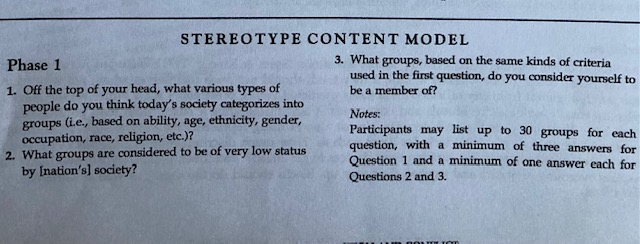 STEREOTYPE CONTENT MODEL
Phase 1
1. Off the top of your head, what various types of
people do you think today's society categorizes into
groups (i.e., based on ability, age, ethnicity, gender,
occupation, race, religion, etc.)?
2. What groups are considered to be of very low status
by [nation's] society?
3. What groups, based on the same kinds of criteria
used in the first question, do you consider yourself to
be a member of?
Notes:
Participants may list up to 30 groups for each
question, with a minimum of three answers for
Question 1 and a minimum of one answer each for
Questions 2 and 3.